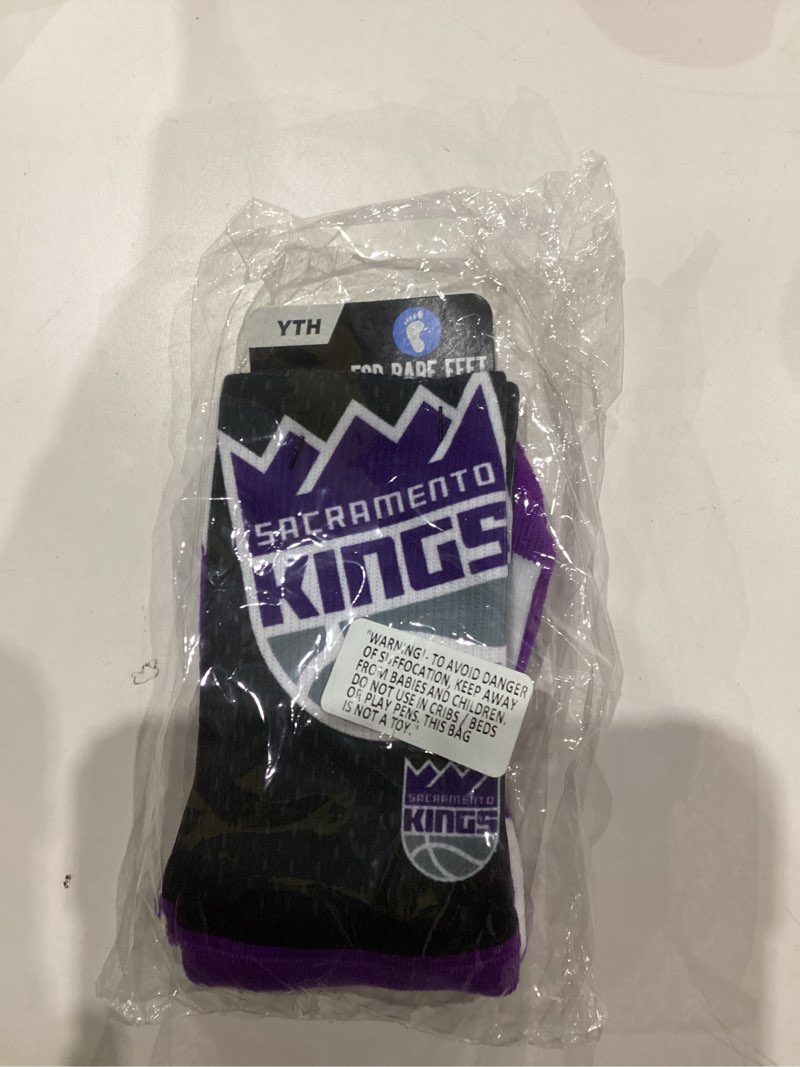 YTH
FOR BARE FEET
SACRAMENTO
KINGS
"WARNING!- TO AVOID DANGER
OF SUFFOCATION, KEEP AWAY
FROM BABIES AND CHILDREN.
DO NOT USE IN CRIBS / BEDS
OR PLAY PENS, THIS BAG
IS NOT A TOY."
SACRAMENTO
KINGS